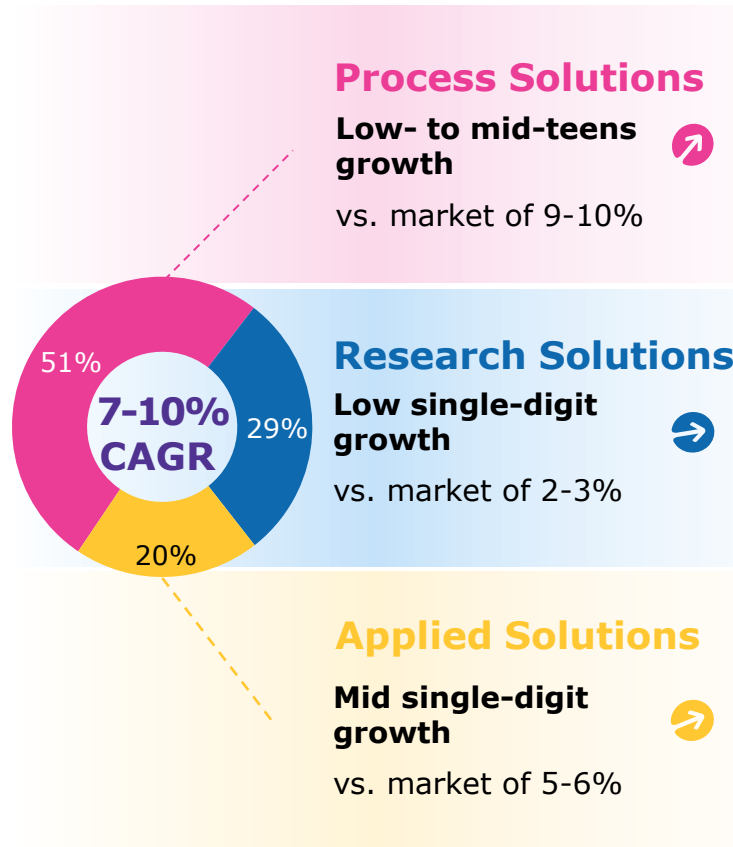 Process Solutions
Low- to mid-teens
growth
vs. market of 9-10%
51%
7-10%
CAGR
29%
20%
Research Solutions
Low single-digit
growth
vs. market of 2-3%
Applied Solutions
Mid single-digit
growth
vs. market of 5-6%